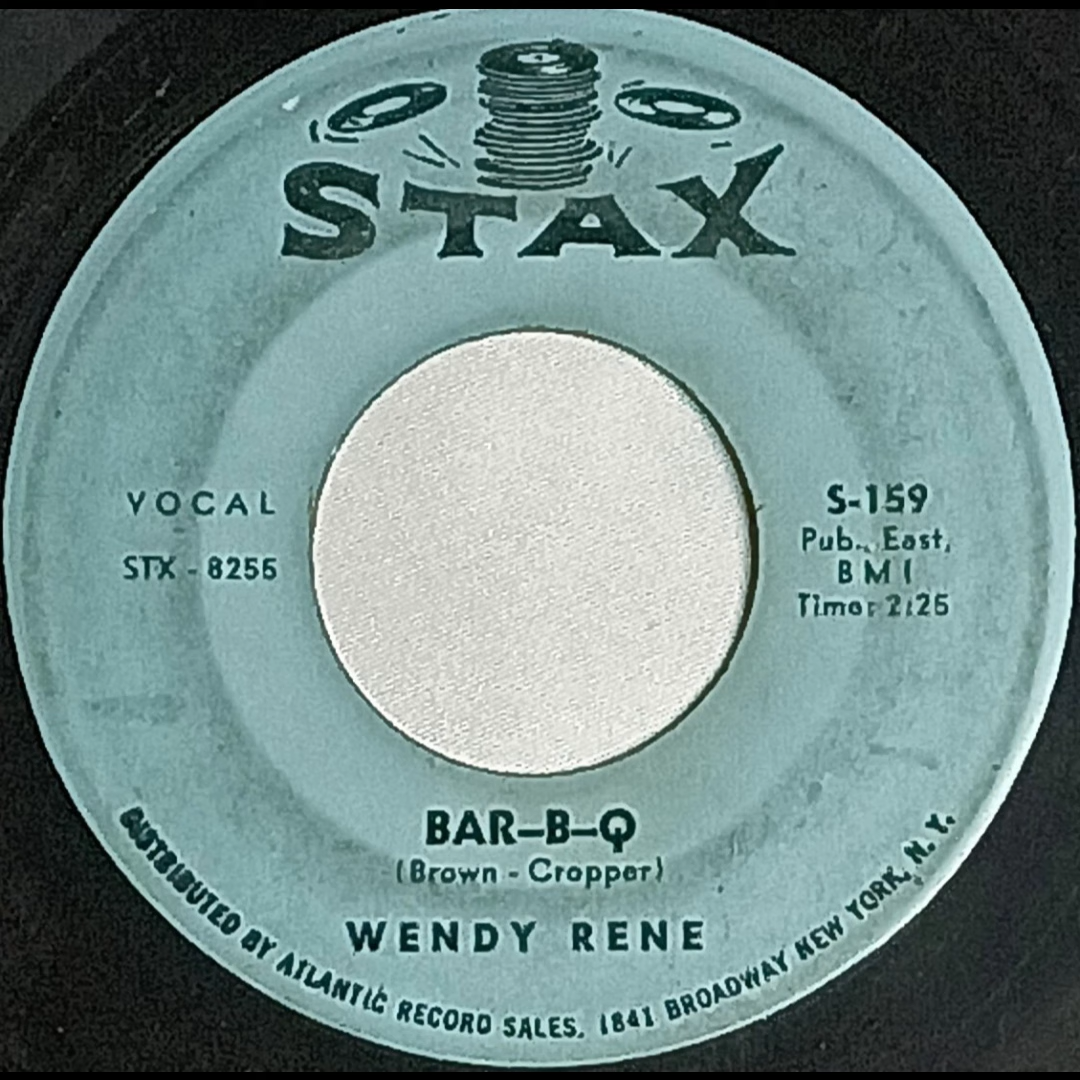 STAX
VOCAL
STX - 8256
S-159
Pub., East,
BMI
Time: 2:25
BAR-B-Q
(Brown - Cropper)
WENDY RENE
DISTRIBUTED BY ATLANTIC RECORD SALES, 1841 BROADWAY NEW YORK, N. Y.